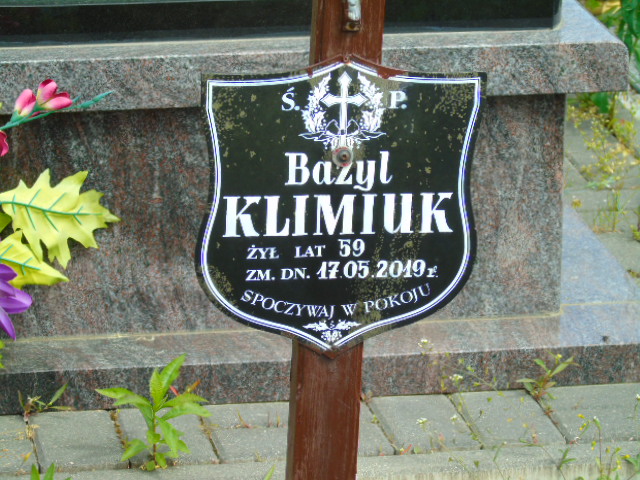 Ś. P.
Bazyl
KLIMIUK
ŻYŁ LAT 59
ZM. DN. 17.05.2019 r.
SPOCZYWAJ W POKOJU